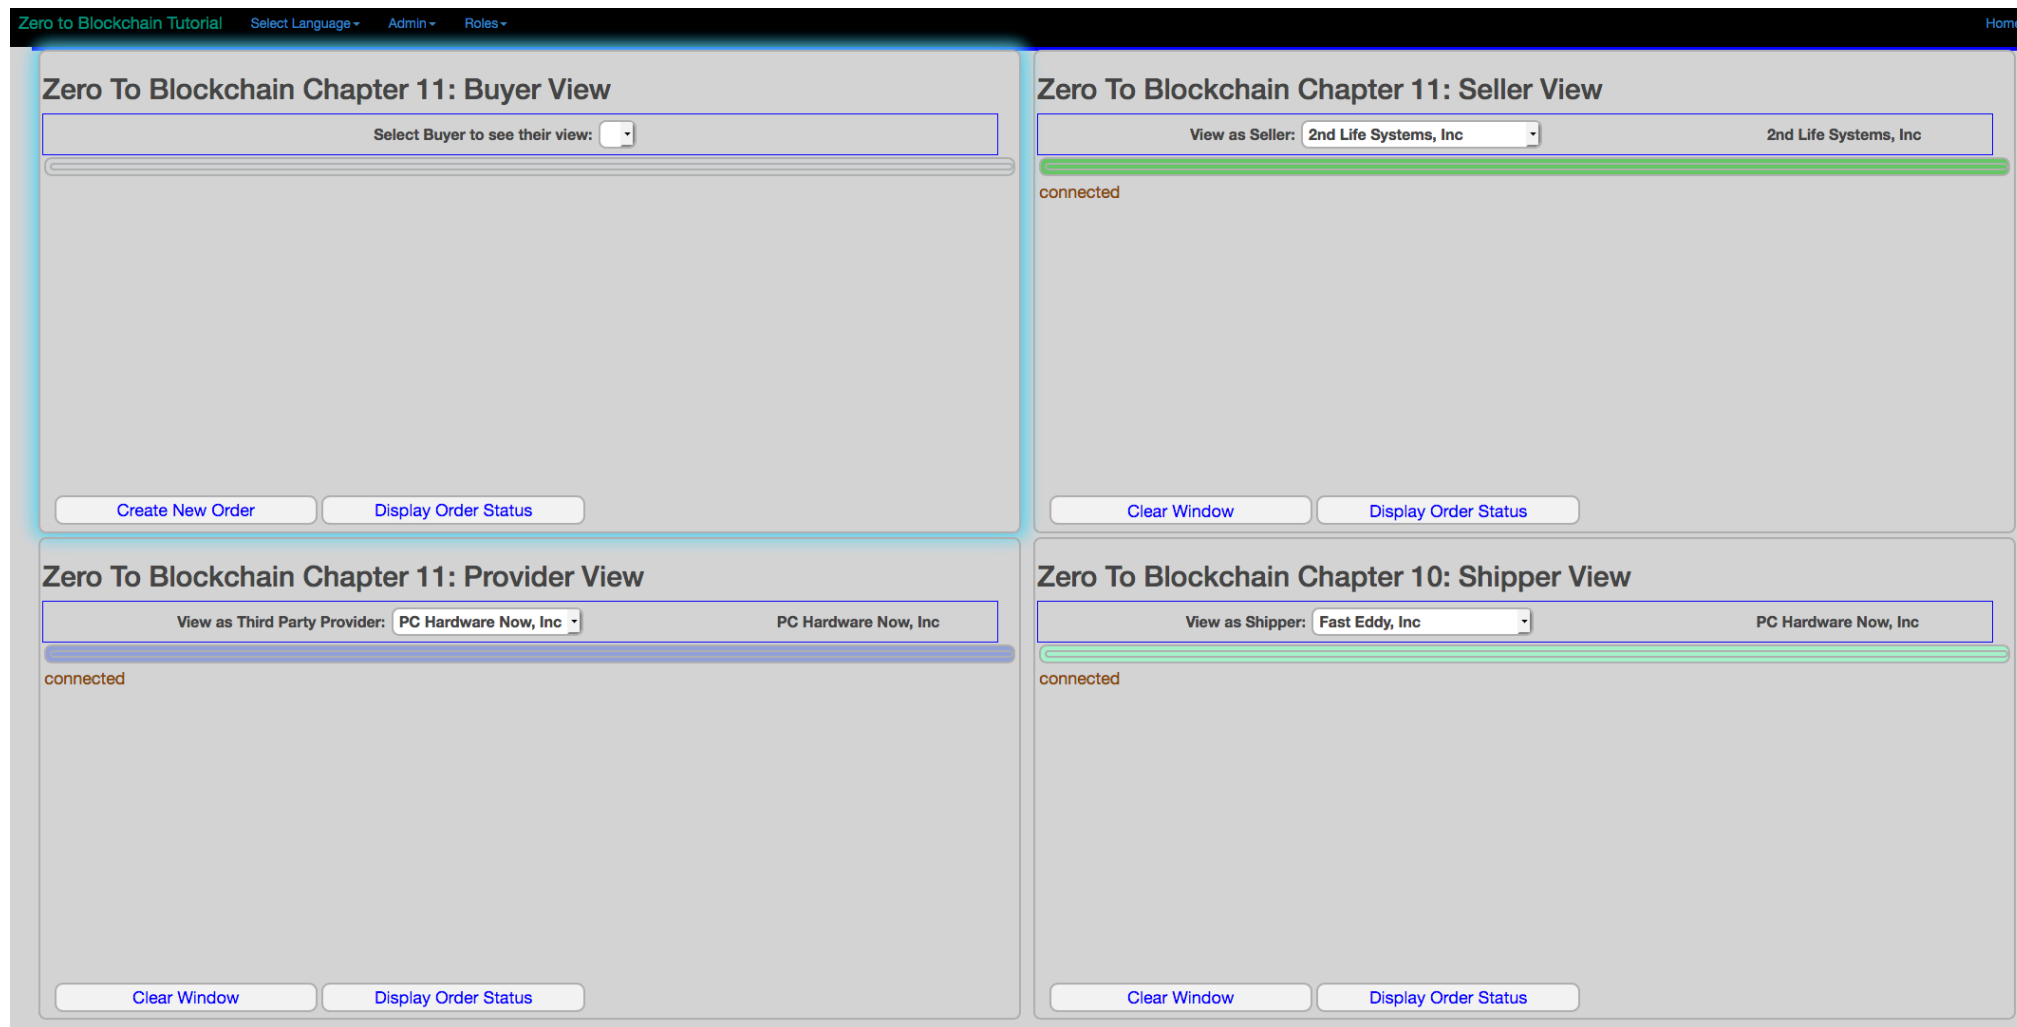 Zero to Blockchain Tutorial Select Language Admin Roles Home
Zero To Blockchain Chapter 11: Buyer View
Select Buyer to see their view:
Create New Order Display Order Status
Zero To Blockchain Chapter 11: Seller View
View as Seller: 2nd Life Systems, Inc 2nd Life Systems, Inc
connected
Clear Window Display Order Status
Zero To Blockchain Chapter 11: Provider View
View as Third Party Provider: PC Hardware Now, Inc PC Hardware Now, Inc
connected
Clear Window Display Order Status
Zero To Blockchain Chapter 10: Shipper View
View as Shipper: Fast Eddy, Inc PC Hardware Now, Inc
connected
Clear Window Display Order Status